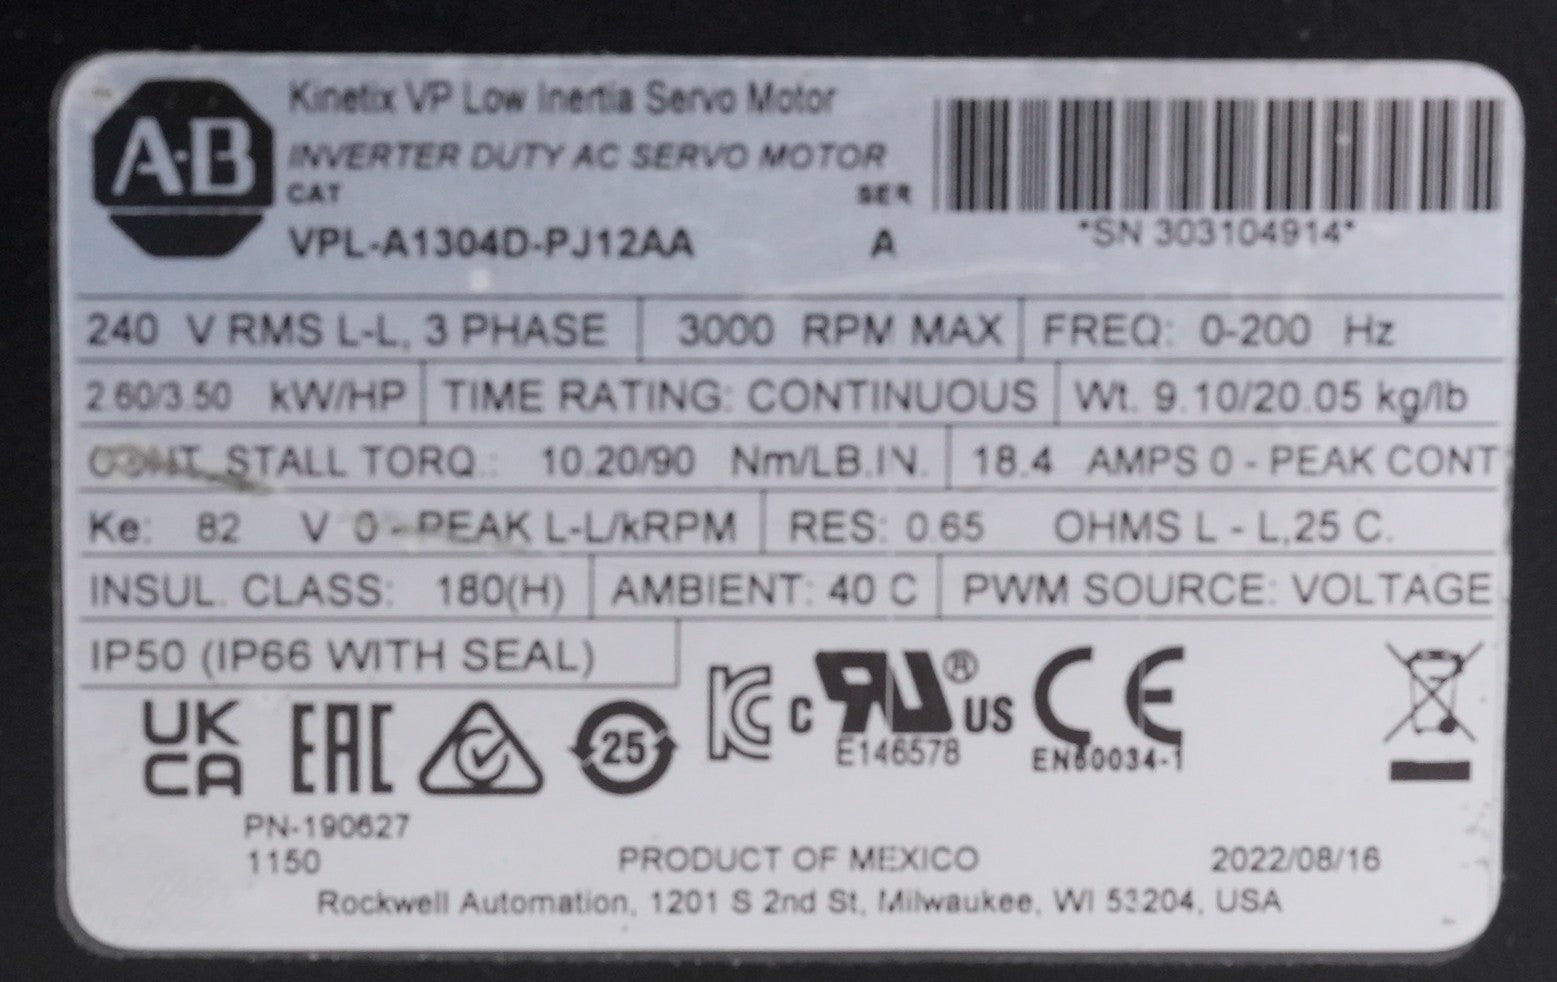 A-B
Kinetix VP Low Inertia Servo Motor
INVERTER DUTY AC SERVO MOTOR
CAT SER
VPL-A1304D-PJ12AA A
*SN 303104914*
240 V RMS L-L, 3 PHASE 3000 RPM MAX FREQ: 0-200 Hz
2.60/3.50 kW/HP TIME RATING: CONTINUOUS Wt. 9.10/20.05 kg/lb
CONT. STALL TORQ.: 10.20/90 Nm/LB.IN. 18.4 AMPS 0 - PEAK CONT
Ke: 82 V 0 - PEAK L-L/kRPM RES: 0.65 OHMS L - L,25 C.
INSUL. CLASS: 180(H) AMBIENT: 40 C PWM SOURCE: VOLTAGE
IP50 (IP66 WITH SEAL)
UK CA EAC 25 KC c RU® US CE
E146578 EN60034-1
PN-190627
1150 PRODUCT OF MEXICO 2022/08/16
Rockwell Automation, 1201 S 2nd St, Milwaukee, WI 53204, USA